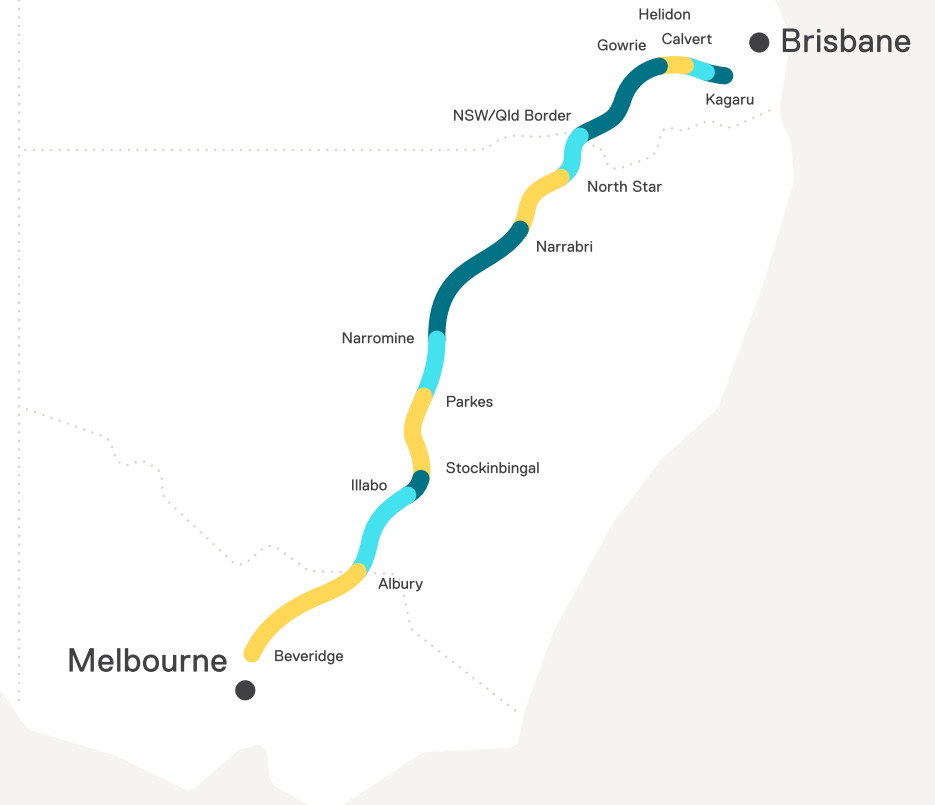 Helidon
Brisbane
Calvert
Gowrie
Kagaru
NSW/Qld Border
North Star
Narrabri
Narromine
Parkes
Stockinbingal
Illabo
Albury
Beveridge
Melbourne